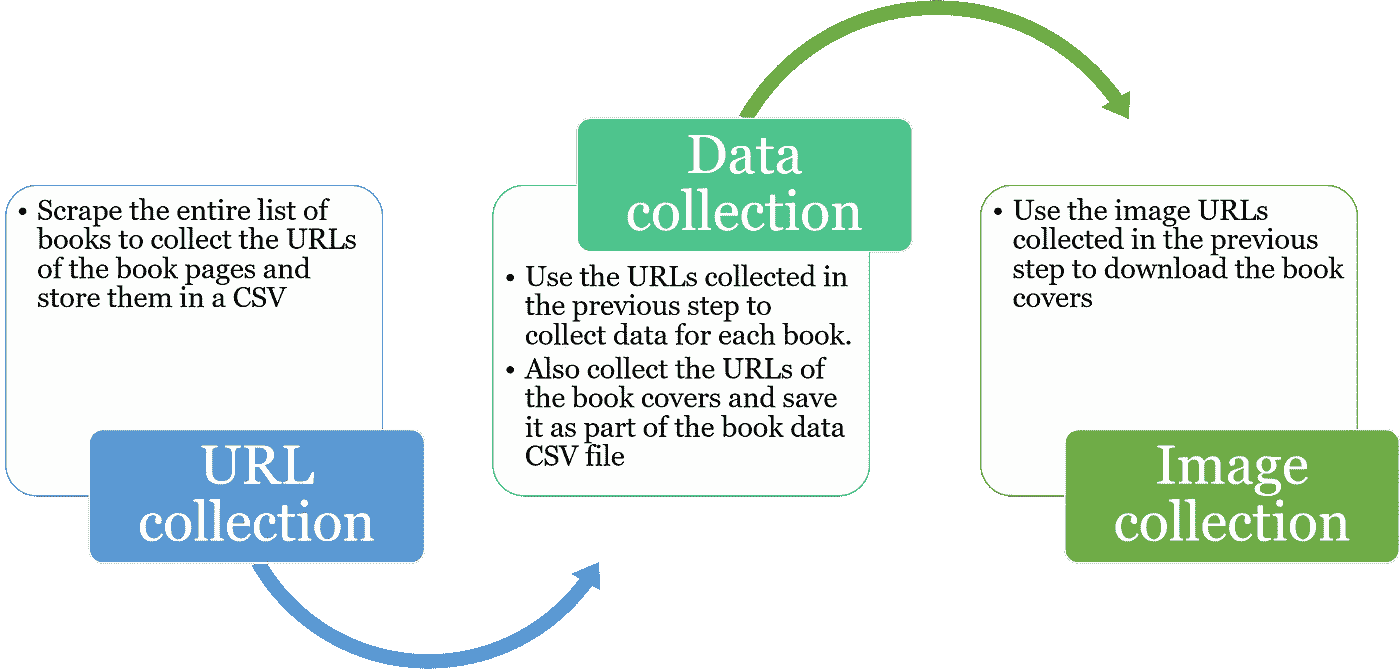 • Scrape the entire list of
books to collect the URLs
of the book pages and
store them in a CSV
URL
collection
Data
collection
• Use the URLs collected in
the previous step to
collect data for each book.
• Also collect the URLs of
the book covers and save
it as part of the book data
CSV file
• Use the image URLs
collected in the previous
step to download the book
covers
Image
collection